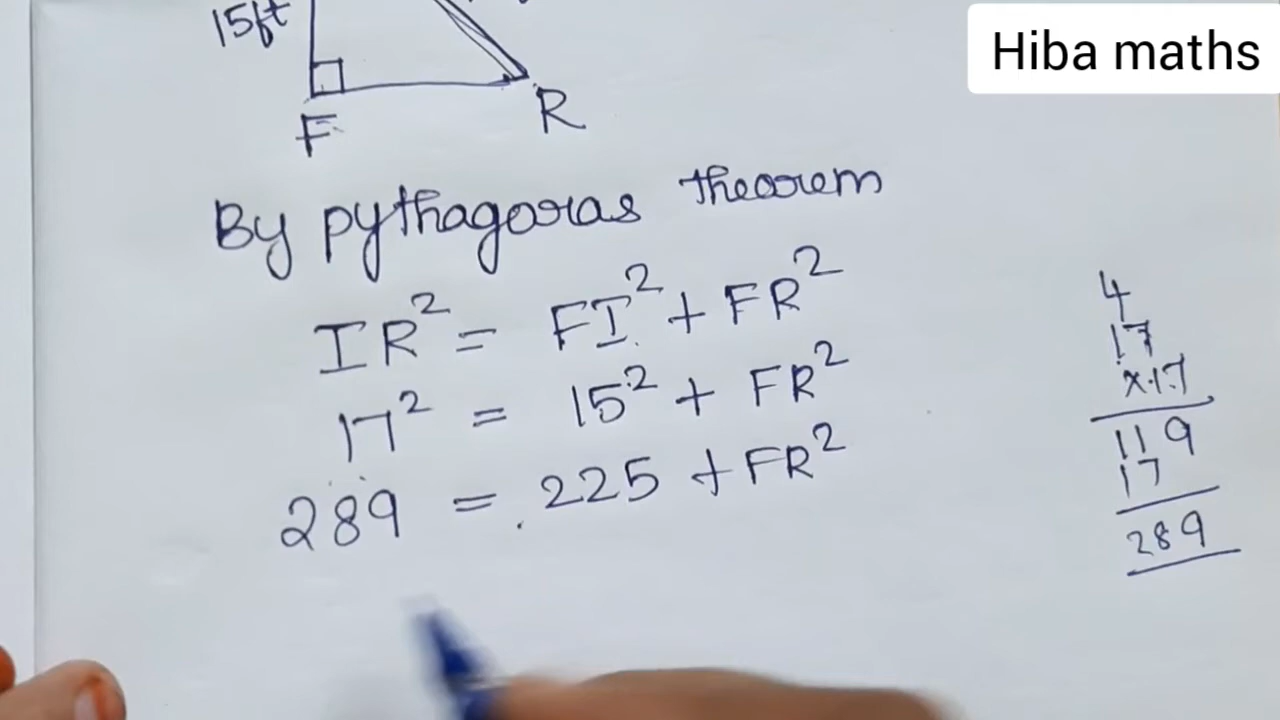 15ft
Hiba maths
F
R
By pythagoras theorem
IR² = FI² + FR²
17² = 15² + FR²
289 = 225 + FR²
4
17
×17
119
17
289